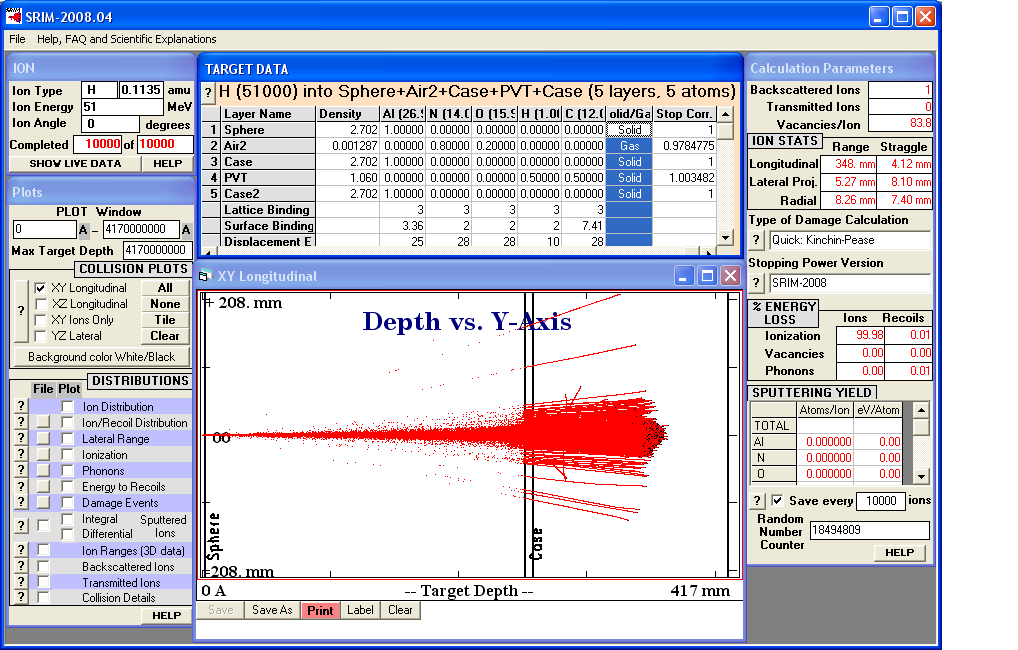 SRIM-2008.04
File Help, FAQ and Scientific Explanations
ION
Ion Type H 0.1135 amu
Ion Energy 51 MeV
Ion Angle 0 degrees
Completed 10000 of 10000
SHOW LIVE DATA HELP
Plots
PLOT Window
0 A - 4170000000 A
Max Target Depth 4170000000
COLLISION PLOTS
? XY Longitudinal All
XZ Longitudinal None
XY Ions Only Tile
YZ Lateral Clear
Background color White/Black
DISTRIBUTIONS
File Plot
? Ion Distribution
? Ion/Recoil Distribution
? Lateral Range
? Ionization
? Phonons
? Energy to Recoils
? Damage Events
? Integral Sputtered
Differential Ions
? Ion Ranges (3D data)
? Backscattered Ions
? Transmitted Ions
? Collision Details
HELP
TARGET DATA
? H (51000) into Sphere+Air2+Case+PVT+Case (5 layers, 5 atoms)
Layer Name Density Al (26.9 N (14.0 O (15.9 H (1.00 C (12.0 olid/Ga Stop Corr.
1 Sphere 2.702 1.00000 0.00000 0.00000 0.00000 0.00000 Solid 1
2 Air2 0.001287 0.00000 0.80000 0.20000 0.00000 0.00000 Gas 0.9784775
3 Case 2.702 1.00000 0.00000 0.00000 0.00000 0.00000 Solid 1
4 PVT 1.060 0.00000 0.00000 0.00000 0.50000 0.50000 Solid 1.003482
5 Case2 2.702 1.00000 0.00000 0.00000 0.00000 0.00000 Solid 1
Lattice Binding 3 3 3 3 3
Surface Binding 3.36 2 2 2 7.41
Displacement E 25 28 28 10 28
XY Longitudinal
208. mm
Depth vs. Y-Axis
00
Sphere
Case
-208. mm
0 A -- Target Depth -- 417 mm
Save Save As Print Label Clear
Calculation Parameters
Backscattered Ions 1
Transmitted Ions 0
Vacancies/Ion 83.8
ION STATS Range Straggle
Longitudinal 348. mm 4.12 mm
Lateral Proj. 5.27 mm 8.10 mm
Radial 8.26 mm 7.40 mm
Type of Damage Calculation
? Quick: Kinchin-Pease
Stopping Power Version
? SRIM-2008
% ENERGY LOSS Ions Recoils
Ionization 99.98 0.01
Vacancies 0.00 0.00
Phonons 0.00 0.01
SPUTTERING YIELD
Atoms/Ion eV/Atom
TOTAL
Al 0.000000 0.00
N 0.000000 0.00
O 0.000000 0.00
? Save every 10000 ions
Random
Number 18494809
Counter
HELP